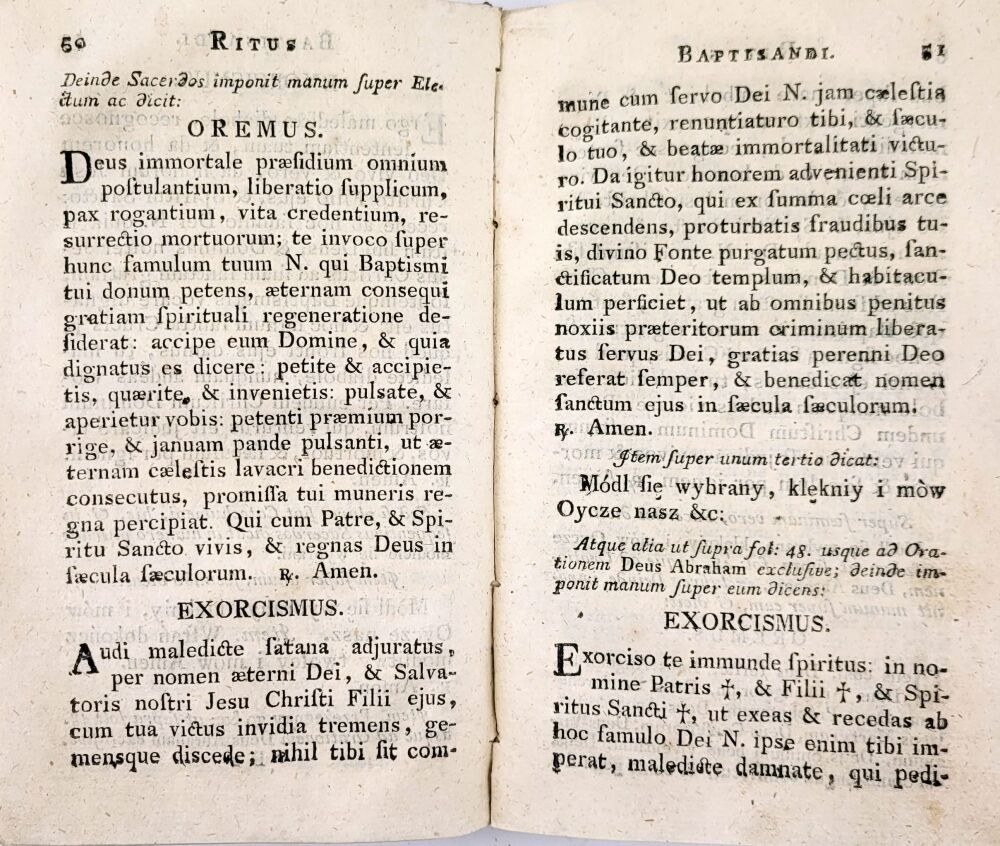 50 RITUS
Deinde Sacerdos imponit manum ſuper Ele-
ctum ac dicit:
OREMUS.
Deus immortale præſidium omnium
poſtulantium, liberatio ſupplicum,
pax rogantium, vita credentium, re-
surrectio mortuorum; te invoco ſuper
hunc famulum tuum N. qui Baptismi
tui donum petens, æternam consequi
gratiam ſpirituali regeneratione de-
ſiderat: accipe eum Domine, & quia
dignatus es dicere: petite & accipie-
tis, quærite, & invenietis: pulsate, &
aperietur vobis: petenti præmium por-
rige, & januam pande pulsanti, ut æ-
ternam cæleſtis lavacri benedictionem
consecutus, promiſſa tui muneris re-
gna percipiat. Qui cum Patre, & Spi-
ritu Sancto vivis, & regnas Deus in
ſæcula ſæculorum. ℟. Amen.
EXORCISMUS.
Audi maledicte ſatana adjuratus,
per nomen æterni Dei, & Salva-
toris noſtri Jesu Chriſti Filii ejus,
cum tua victus invidia tremens, ge-
mensque discede; nihil tibi ſit com-
BAPTISANDI. 51
mune cum ſervo Dei N. jam cæleſtia
cogitante, renuntiaturo tibi, & ſæcu-
lo tuo, & beatæ immortalitati victu-
ro. Da igitur honorem advenienti Spi-
ritui Sancto, qui ex ſumma cœli arce
descendens, proturbatis fraudibus tu-
is, divino Fonte purgatum pectus, ſan-
ctificatum Deo templum, & habitacu-
lum perficiet, ut ab omnibus penitus
noxiis præteritorum criminum libera-
tus ſervus Dei, gratias perenni Deo
referat ſemper, & benedicat nomen
ſanctum ejus in ſæcula ſæculorum.
℟. Amen.
Item ſuper unum tertio dicat:
Módl ſię wybrany, klękniy i mòw
Oycze nasz &c;
Atque alia ut ſupra fol: 48. usque ad Ora-
tionem Deus Abraham excluſive; deinde im-
ponit manum ſuper eum dicens:
EXORCISMUS.
Exorciso te immunde ſpiritus: in no-
mine Patris †, & Filii †, & Spi-
ritus Sancti †, ut exeas & recedas ab
hoc famulo Dei N. ipse enim tibi im-
perat, maledicte damnate, qui pedi-